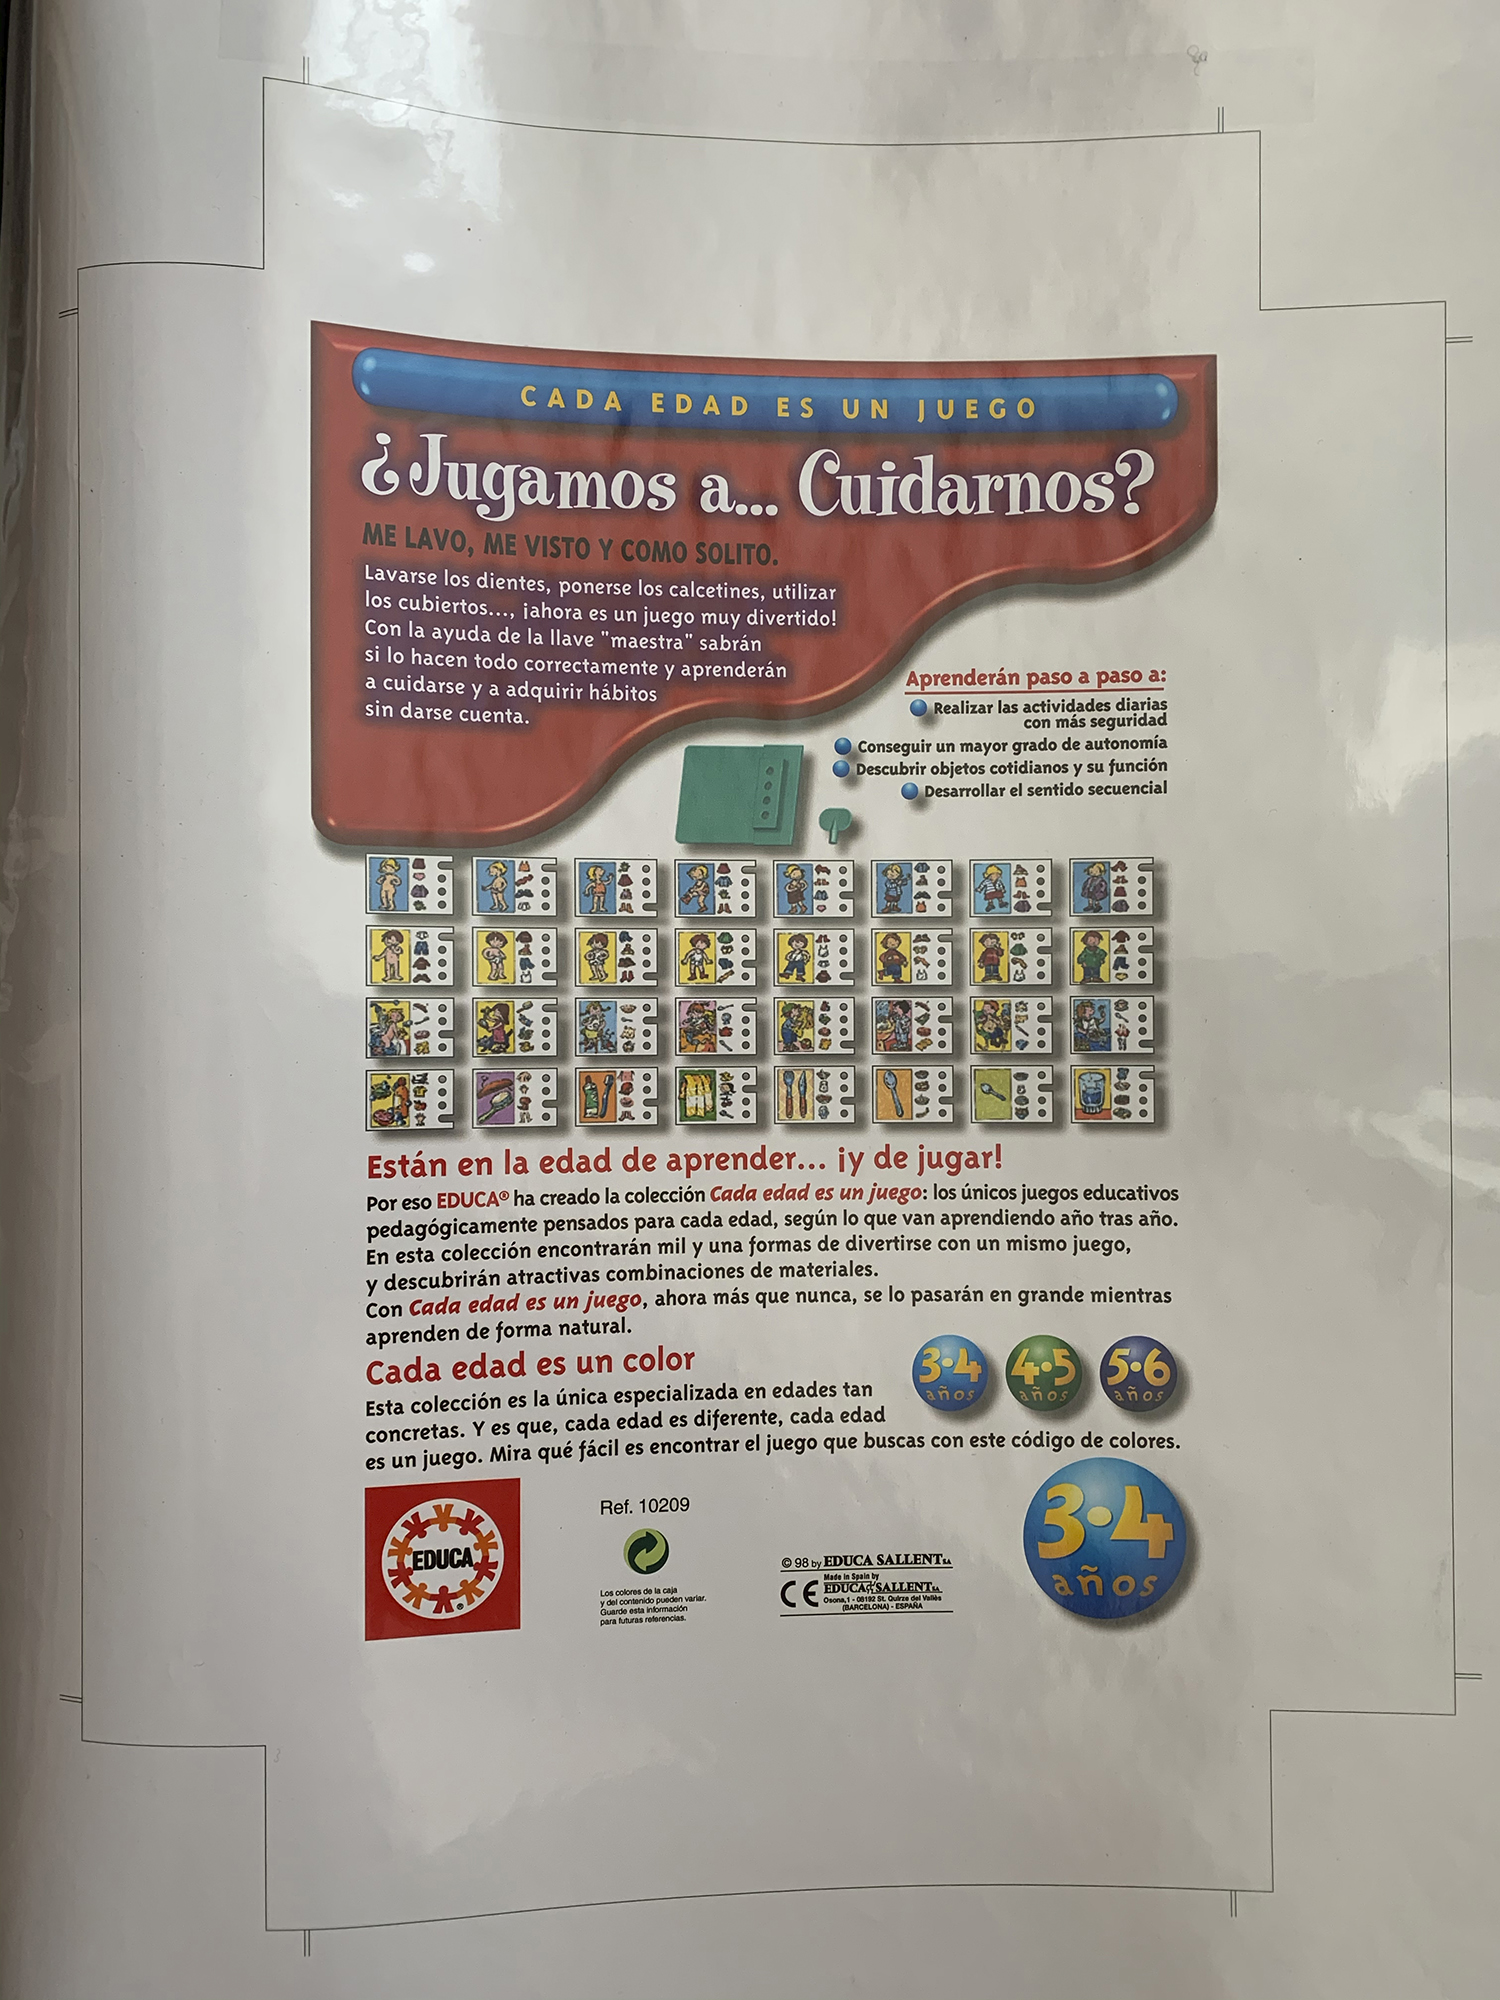 CADA EDAD ES UN JUEGO
¿Jugamos a... Cuidarnos?
ME LAVO, ME VISTO Y COMO SOLITO.
Lavarse los dientes, ponerse los calcetines, utilizar
los cubiertos..., ¡ahora es un juego muy divertido!
Con la ayuda de la llave "maestra" sabrán
si lo hacen todo correctamente y aprenderán
a cuidarse y a adquirir hábitos
sin darse cuenta.
Aprenderán paso a paso a:
Realizar las actividades diarias
con más seguridad
Conseguir un mayor grado de autonomía
Descubrir objetos cotidianos y su función
Desarrollar el sentido secuencial
Están en la edad de aprender... ¡y de jugar!
Por eso EDUCA® ha creado la colección Cada edad es un juego: los únicos juegos educativos
pedagógicamente pensados para cada edad, según lo que van aprendiendo año tras año.
En esta colección encontrarán mil y una formas de divertirse con un mismo juego,
y descubrirán atractivas combinaciones de materiales.
Con Cada edad es un juego, ahora más que nunca, se lo pasarán en grande mientras
aprenden de forma natural.
Cada edad es un color
3•4 años
4•5 años
5•6 años
Esta colección es la única especializada en edades tan
concretas. Y es que, cada edad es diferente, cada edad
es un juego. Mira qué fácil es encontrar el juego que buscas con este código de colores.
EDUCA®
Ref. 10209
Los colores de la caja
y del contenido pueden variar.
Guarde esta información
para futuras referencias.
© 98 by EDUCA SALLENT S.A.
CE
Made in Spain by
EDUCA SALLENT S.A.
Osona, 1 - 08192 St. Quirze del Vallès
(BARCELONA) - ESPAÑA
3•4
años